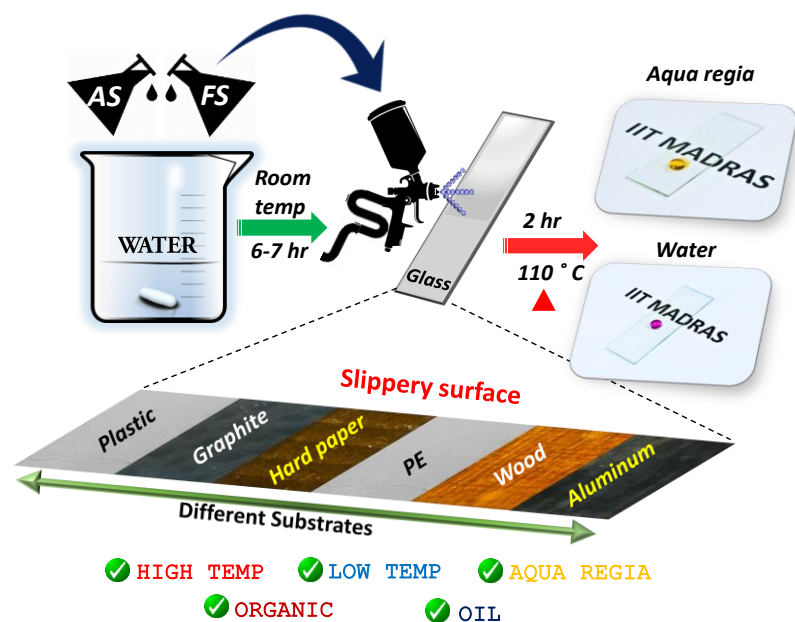 AS
FS
WATER
Room
temp
6-7 hr
Glass
2 hr
110 ° C
Aqua regia
IIT MADRAS
Water
IIT MADRAS
Slippery surface
Plastic
Graphite
Hard paper
PE
Wood
Aluminum
Different Substrates
HIGH TEMP
LOW TEMP
AQUA REGIA
ORGANIC
OIL